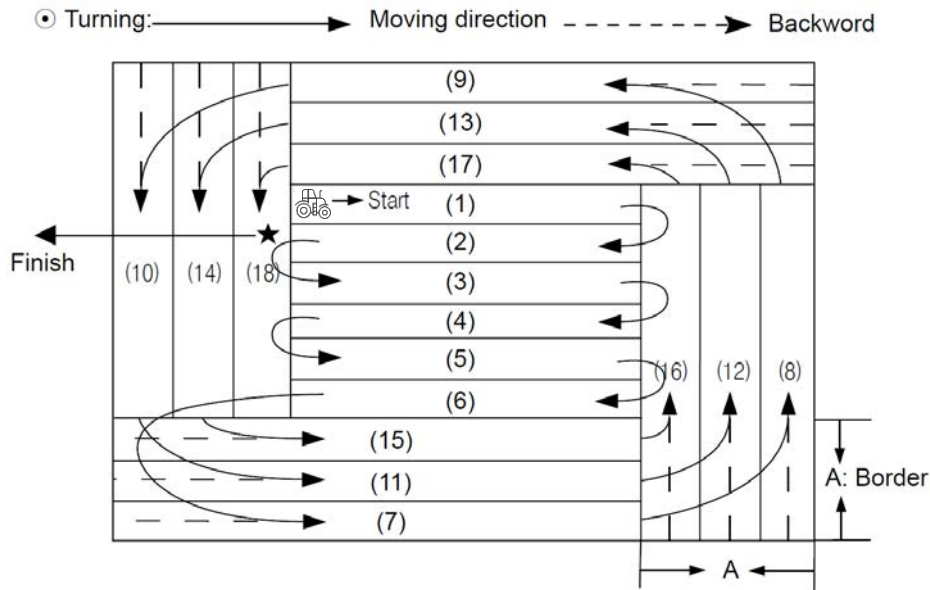 Turning: Moving direction Backword
(9)
(13)
(17)
Start (1)
(2)
Finish
(10) (14) (18) (3)
(4)
(5)
(16) (12) (8)
(6)
(15)
(11)
(7)
A: Border
A